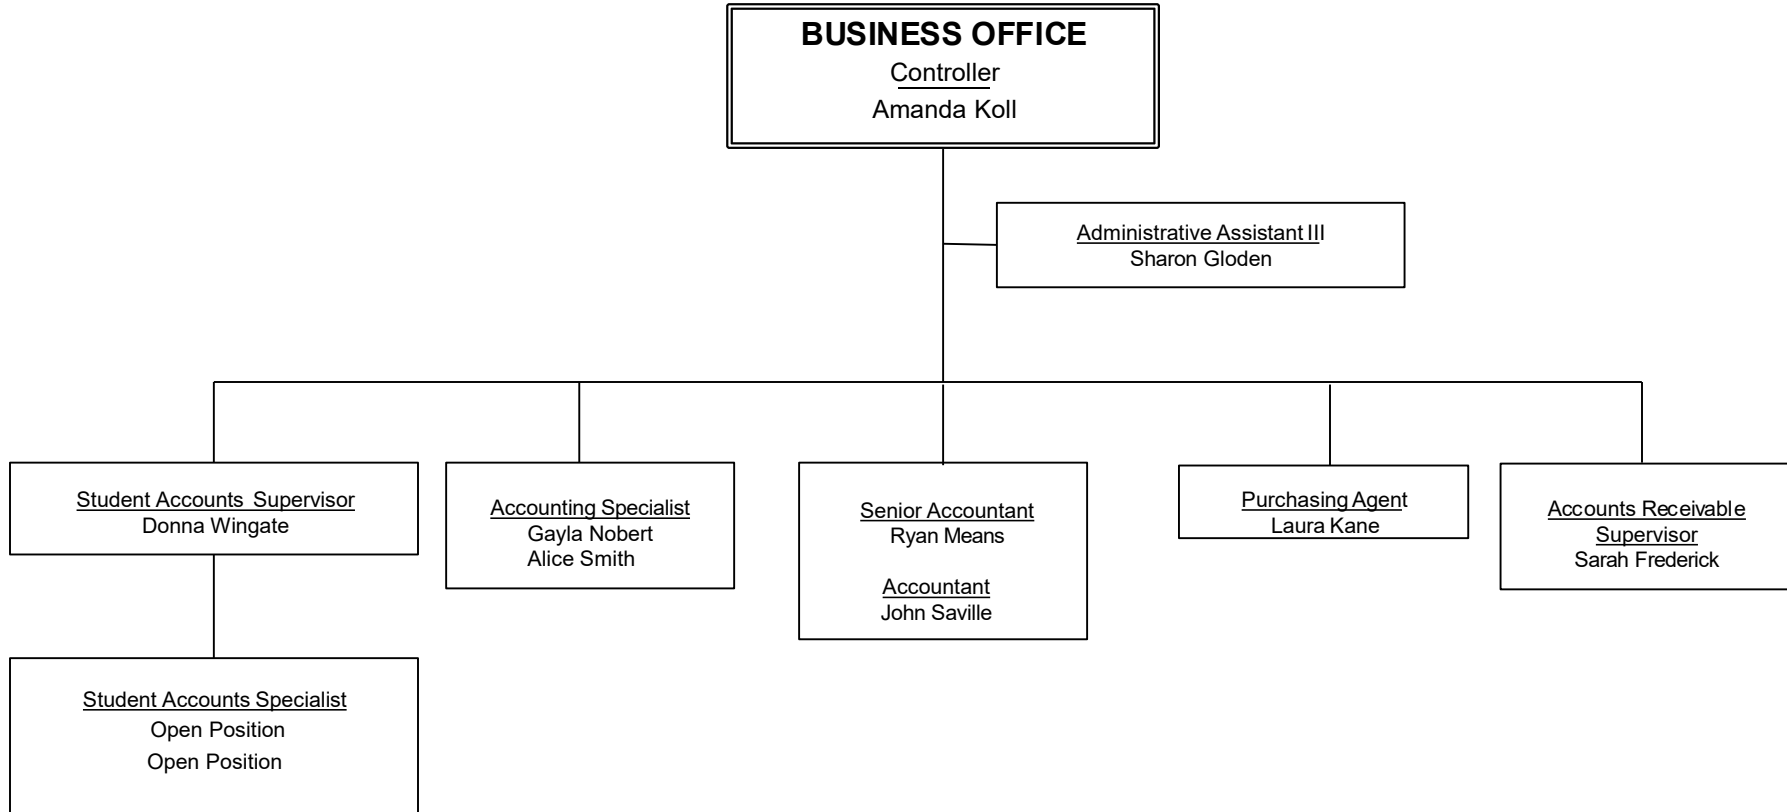 BUSINESS OFFICE
Controller
Amanda Koll
Administrative Assistant III
Sharon Gloden
Student Accounts Supervisor
Donna Wingate
Accounting Specialist
Gayla Nobert
Alice Smith
Senior Accountant
Ryan Means
Accountant
John Saville
Purchasing Agent
Laura Kane
Accounts Receivable
Supervisor
Sarah Frederick
Student Accounts Specialist
Open Position
Open Position